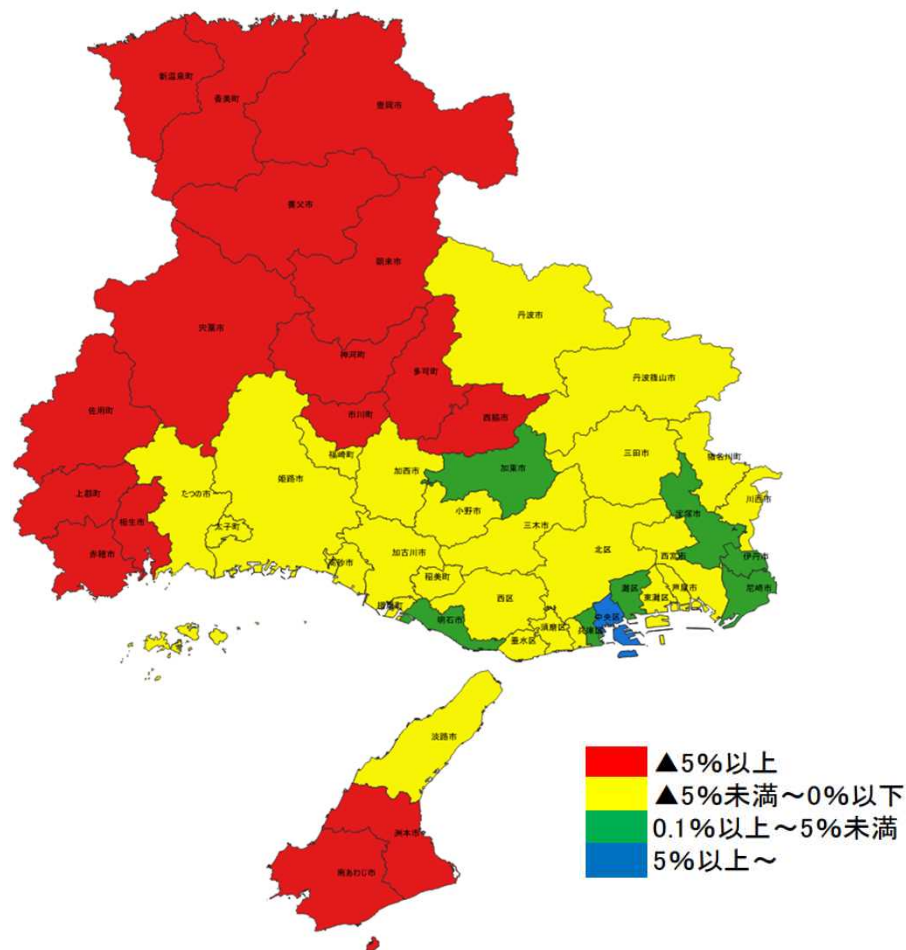 新温泉町
香美町
豊岡市
養父市
朝来市
宍粟市
丹波市
神河町
多可町
丹波篠山市
佐用町
市川町
西脇市
福崎町
加西市
加東市
三田市
猪名川町
姫路市
上郡町
たつの市
川西市
相生市
太子町
小野市
三木市
宝塚市
赤穂市
加古川市
北区
西宮市
伊丹市
高砂市
稲美町
西区
灘区
東灘区
芦屋市
尼崎市
播磨町
明石市
須磨区
兵庫区
中央区
垂水区
淡路市
洲本市
南あわじ市
▲5%以上
▲5%未満～0%以下
0.1%以上～5%未満
5%以上～